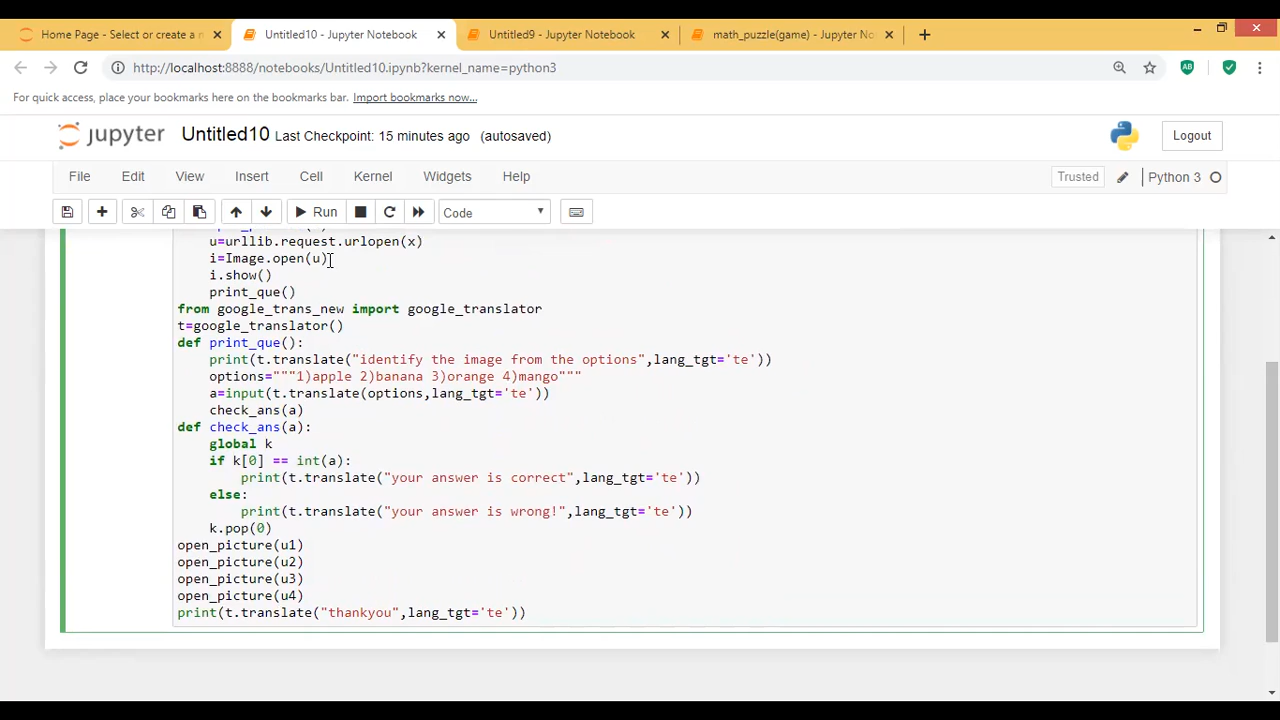 Home Page - Select or create a n
Untitled10 - Jupyter Notebook
Untitled9 - Jupyter Notebook
math_puzzle(game) - Jupyter No
http://localhost:8888/notebooks/Untitled10.ipynb?kernel_name=python3
AB
For quick access, place your bookmarks here on the bookmarks bar. Import bookmarks now...
jupyter Untitled10 Last Checkpoint: 15 minutes ago (autosaved)
Logout
File Edit View Insert Cell Kernel Widgets Help
Trusted Python 3
Run Code
u=urllib.request.urlopen(x)
i=Image.open(u)
i.show()
print_que()
from google_trans_new import google_translator
t=google_translator()
def print_que():
print(t.translate("identify the image from the options",lang_tgt='te'))
options="""1)apple 2)banana 3)orange 4)mango"""
a=input(t.translate(options,lang_tgt='te'))
check_ans(a)
def check_ans(a):
global k
if k[0] == int(a):
print(t.translate("your answer is correct",lang_tgt='te'))
else:
print(t.translate("your answer is wrong!",lang_tgt='te'))
k.pop(0)
open_picture(u1)
open_picture(u2)
open_picture(u3)
open_picture(u4)
print(t.translate("thankyou",lang_tgt='te'))